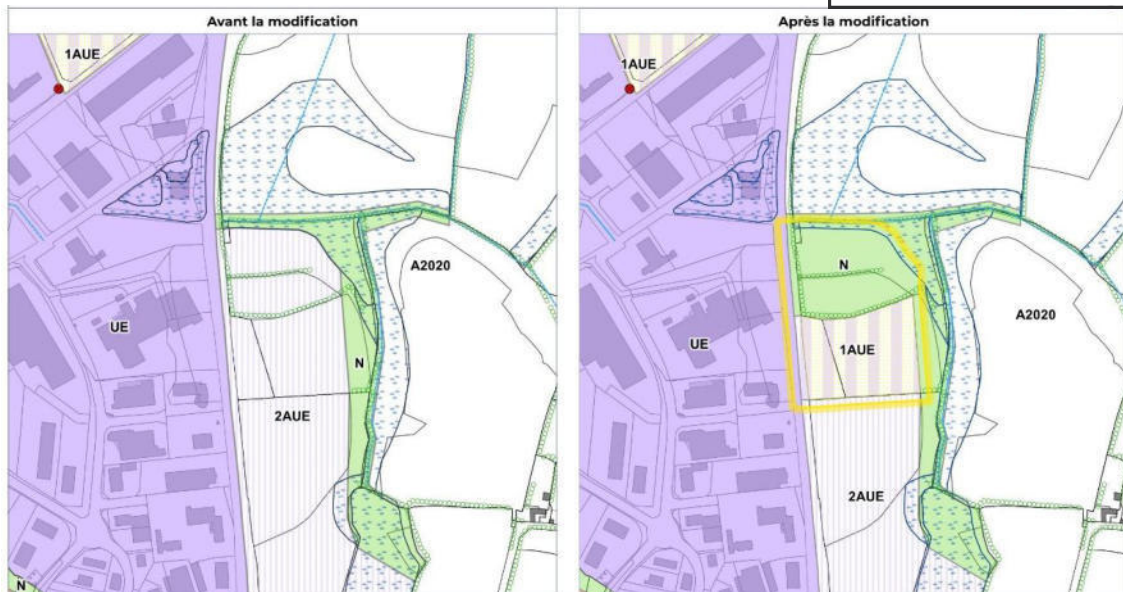 Avant la modification
Après la modification
1AUE
A2020
UE
N
2AUE
N
1AUE
N
A2020
UE
1AUE
2AUE